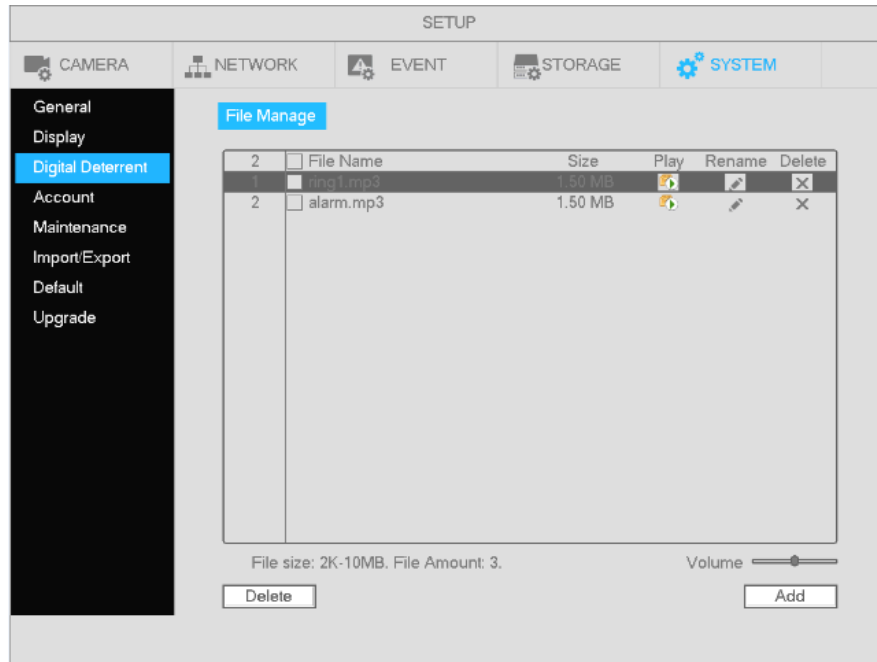 SETUP
CAMERA NETWORK EVENT STORAGE SYSTEM
General
Display
Digital Deterrent
Account
Maintenance
Import/Export
Default
Upgrade
File Manage
2 File Name Size Play Rename Delete
1 ring1.mp3 1.50 MB
2 alarm.mp3 1.50 MB
File size: 2K-10MB. File Amount: 3. Volume
Delete Add